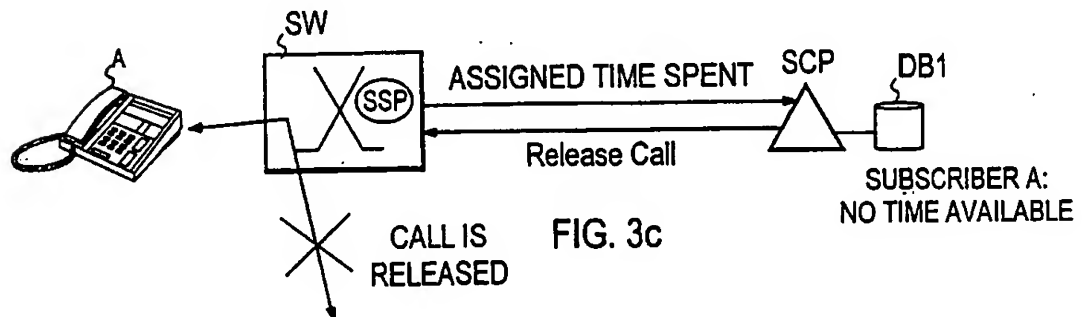 SW
A
SSP
ASSIGNED TIME SPENT
SCP
DB1
Release Call
SUBSCRIBER A:
NO TIME AVAILABLE
CALL IS
RELEASED
FIG. 3c